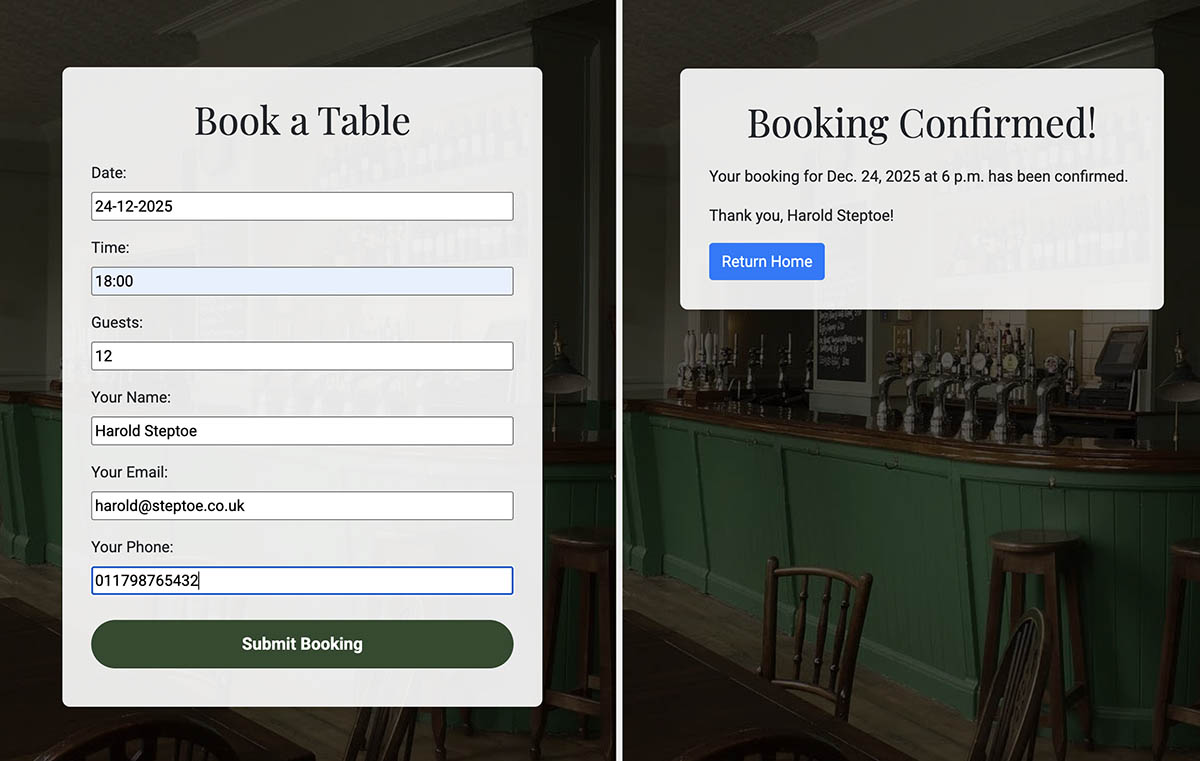 Book a Table
Date:
24-12-2025
Time:
18:00
Guests:
12
Your Name:
Harold Steptoe
Your Email:
harold@steptoe.co.uk
Your Phone:
011798765432
Submit Booking
Booking Confirmed!
Your booking for Dec. 24, 2025 at 6 p.m. has been confirmed.
Thank you, Harold Steptoe!
Return Home